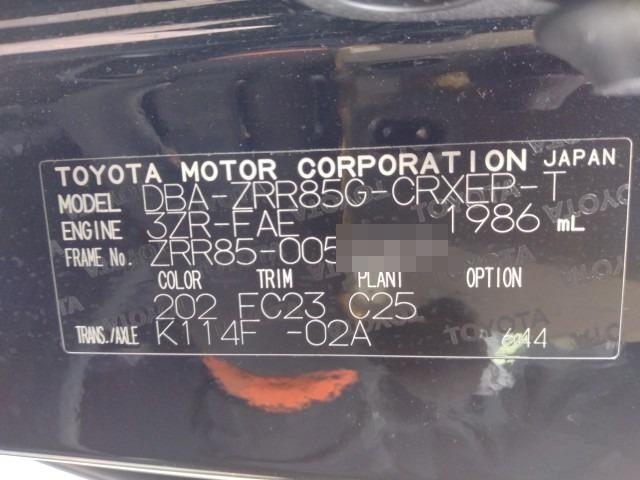 TOYOTA MOTOR CORPORATION JAPAN
MODEL DBA-ZRR85G-CRXEP-T
ENGINE 3ZR-FAE 1986 mL
FRAME No. ZRR85-005
COLOR TRIM PLANT OPTION
202 FC23 C25
TRANS./AXLE K114F -02A 644